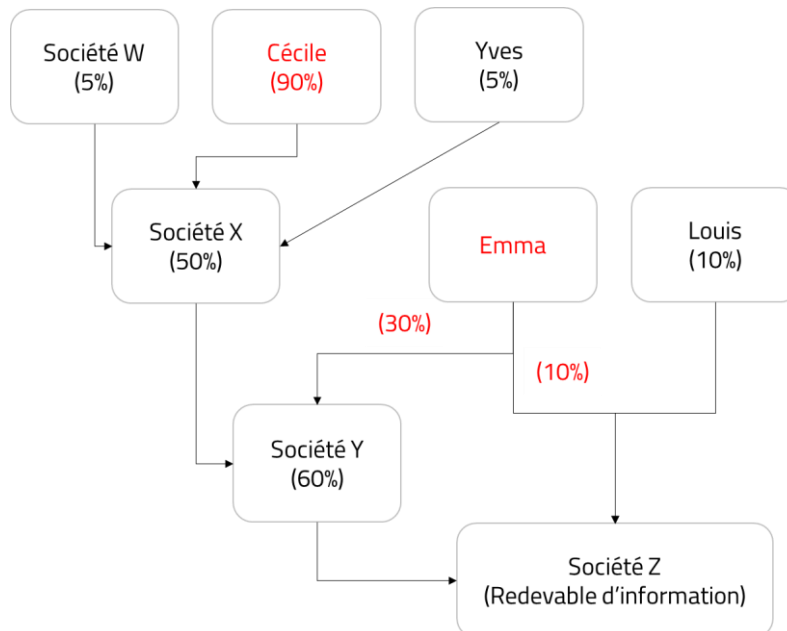 Société W
(5%)
Cécile
(90%)
Yves
(5%)
Société X
(50%)
Emma
Louis
(10%)
(30%)
(10%)
Société Y
(60%)
Société Z
(Redevable d’information)